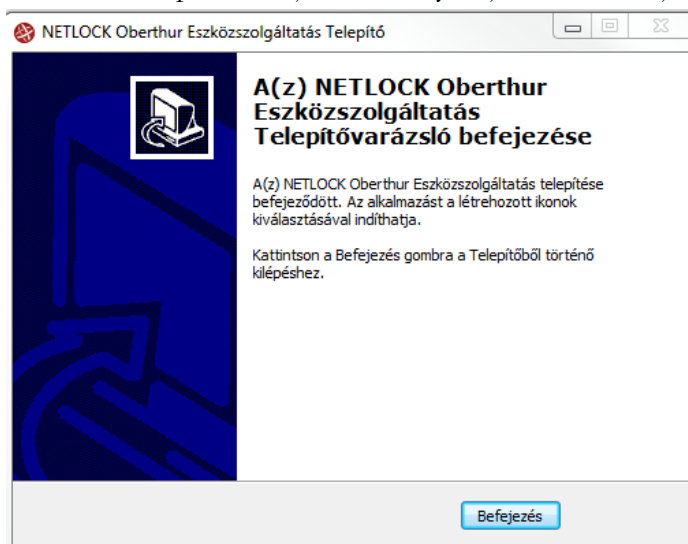 NETLOCK Oberthur Eszközszolgáltatás Telepítő
A(z) NETLOCK Oberthur
Eszközszolgáltatás
Telepítővarázsló befejezése
A(z) NETLOCK Oberthur Eszközszolgáltatás telepítése
befejeződött. Az alkalmazást a létrehozott ikonok
kiválasztásával indíthatja.
Kattintson a Befejezés gombra a Telepítőből történő
kilépéshez.
Befejezés